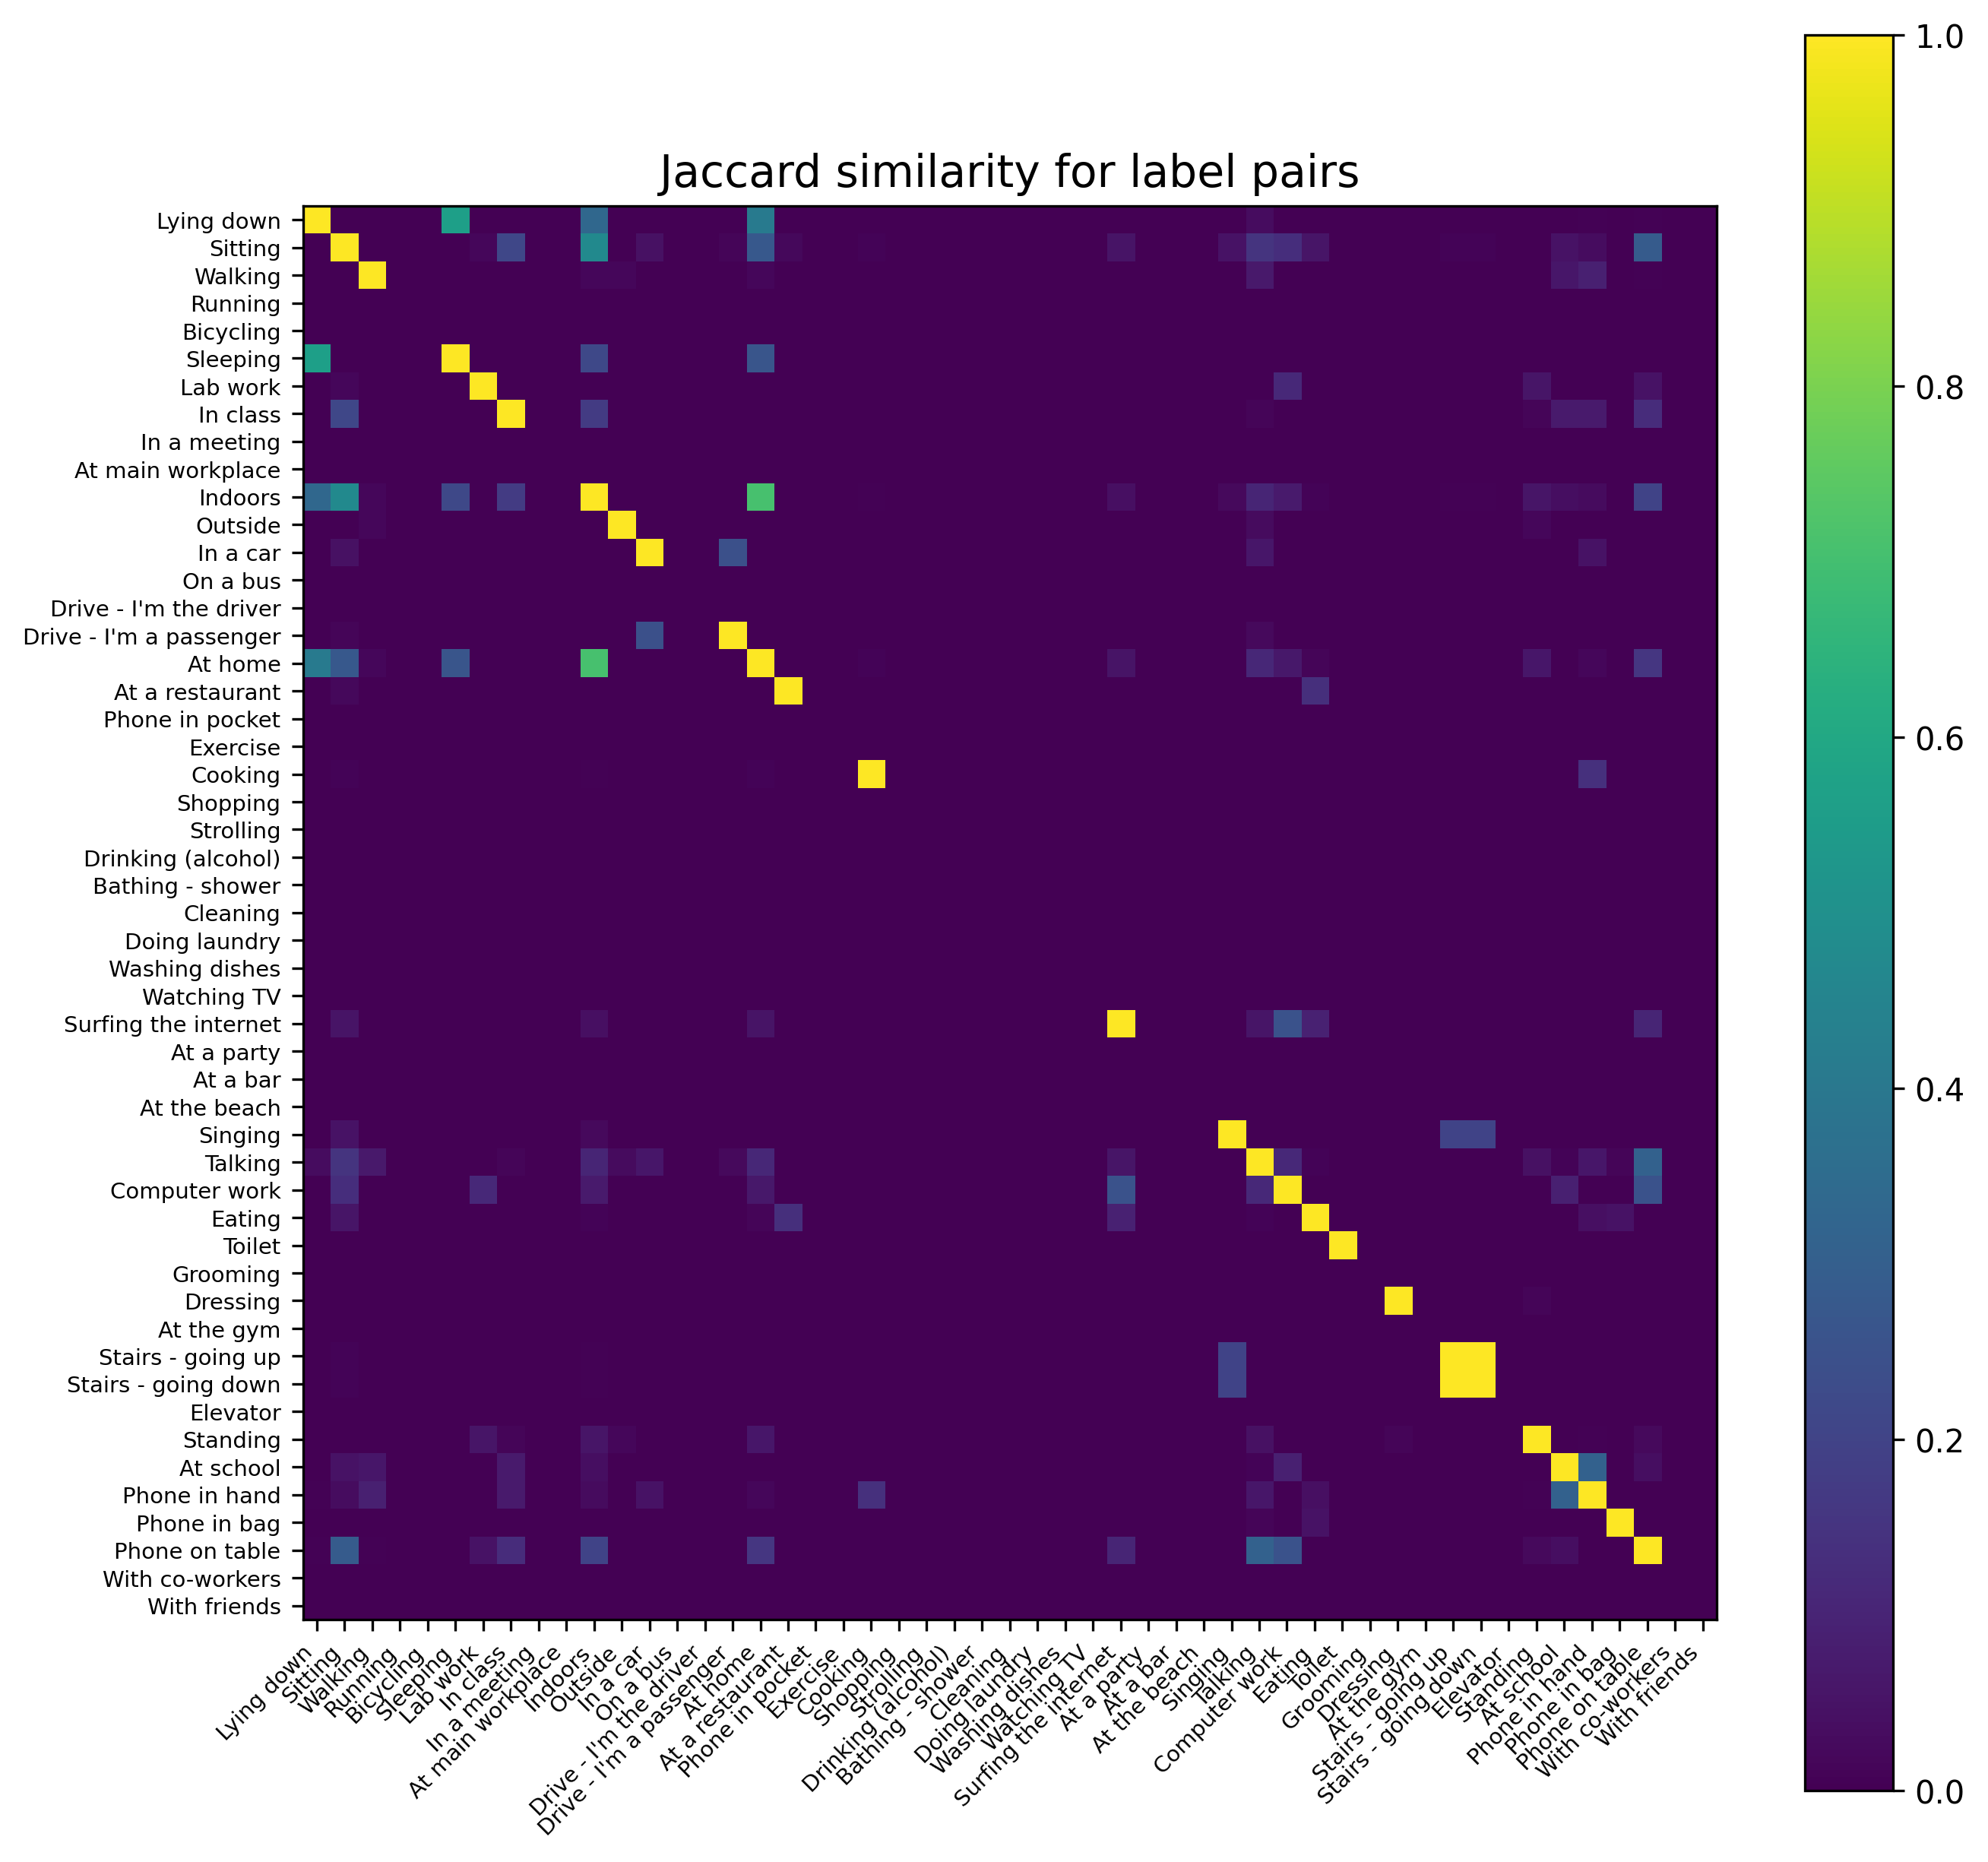 Jaccard similarity for label pairs
Lying down
Sitting
Walking
Running
Bicycling
Sleeping
Lab work
In class
In a meeting
At main workplace
Indoors
Outside
In a car
On a bus
Drive - I'm the driver
Drive - I'm a passenger
At home
At a restaurant
Phone in pocket
Exercise
Cooking
Shopping
Strolling
Drinking (alcohol)
Bathing - shower
Cleaning
Doing laundry
Washing dishes
Watching TV
Surfing the internet
At a party
At a bar
At the beach
Singing
Talking
Computer work
Eating
Toilet
Grooming
Dressing
At the gym
Stairs - going up
Stairs - going down
Elevator
Standing
At school
Phone in hand
Phone in bag
Phone on table
With co-workers
With friends
Lying down
Sitting
Walking
Running
Bicycling
Sleeping
Lab work
In class
In a meeting
At main workplace
Indoors
Outside
In a car
On a bus
Drive - I'm the driver
Drive - I'm a passenger
At home
At a restaurant
Phone in pocket
Exercise
Cooking
Shopping
Strolling
Drinking (alcohol)
Bathing - shower
Cleaning
Doing laundry
Washing dishes
Watching TV
Surfing the internet
At a party
At a bar
At the beach
Singing
Talking
Computer work
Eating
Toilet
Grooming
Dressing
At the gym
Stairs - going up
Stairs - going down
Elevator
Standing
At school
Phone in hand
Phone in bag
Phone on table
With co-workers
With friends
1.0
0.8
0.6
0.4
0.2
0.0